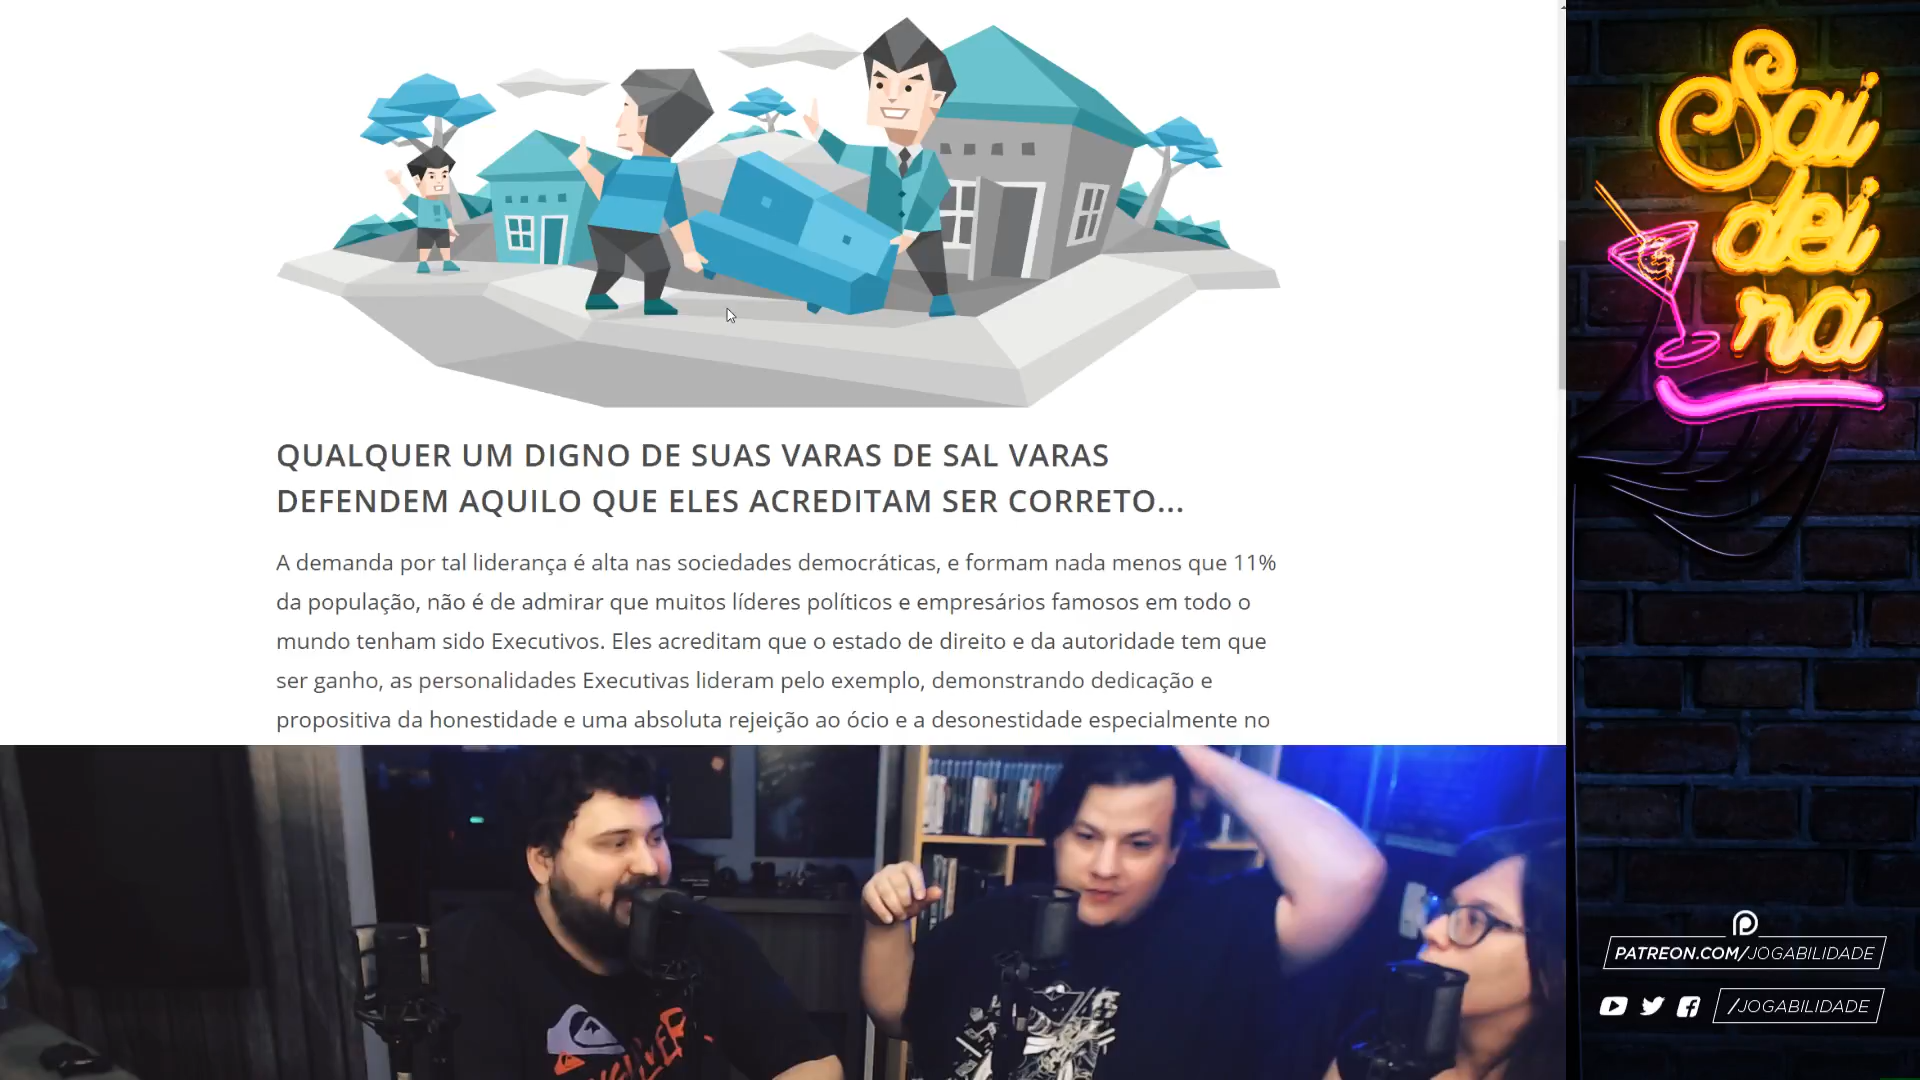 QUALQUER UM DIGNO DE SUAS VARAS DE SAL VARAS
DEFENDEM AQUILO QUE ELES ACREDITAM SER CORRETO...
A demanda por tal liderança é alta nas sociedades democráticas, e formam nada menos que 11%
da população, não é de admirar que muitos líderes políticos e empresários famosos em todo o
mundo tenham sido Executivos. Eles acreditam que o estado de direito e da autoridade tem que
ser ganho, as personalidades Executivas lideram pelo exemplo, demonstrando dedicação e
propositiva da honestidade e uma absoluta rejeição ao ócio e a desonestidade especialmente no
Sai
dei
ra
PATREON.COM/JOGABILIDADE
/JOGABILIDADE